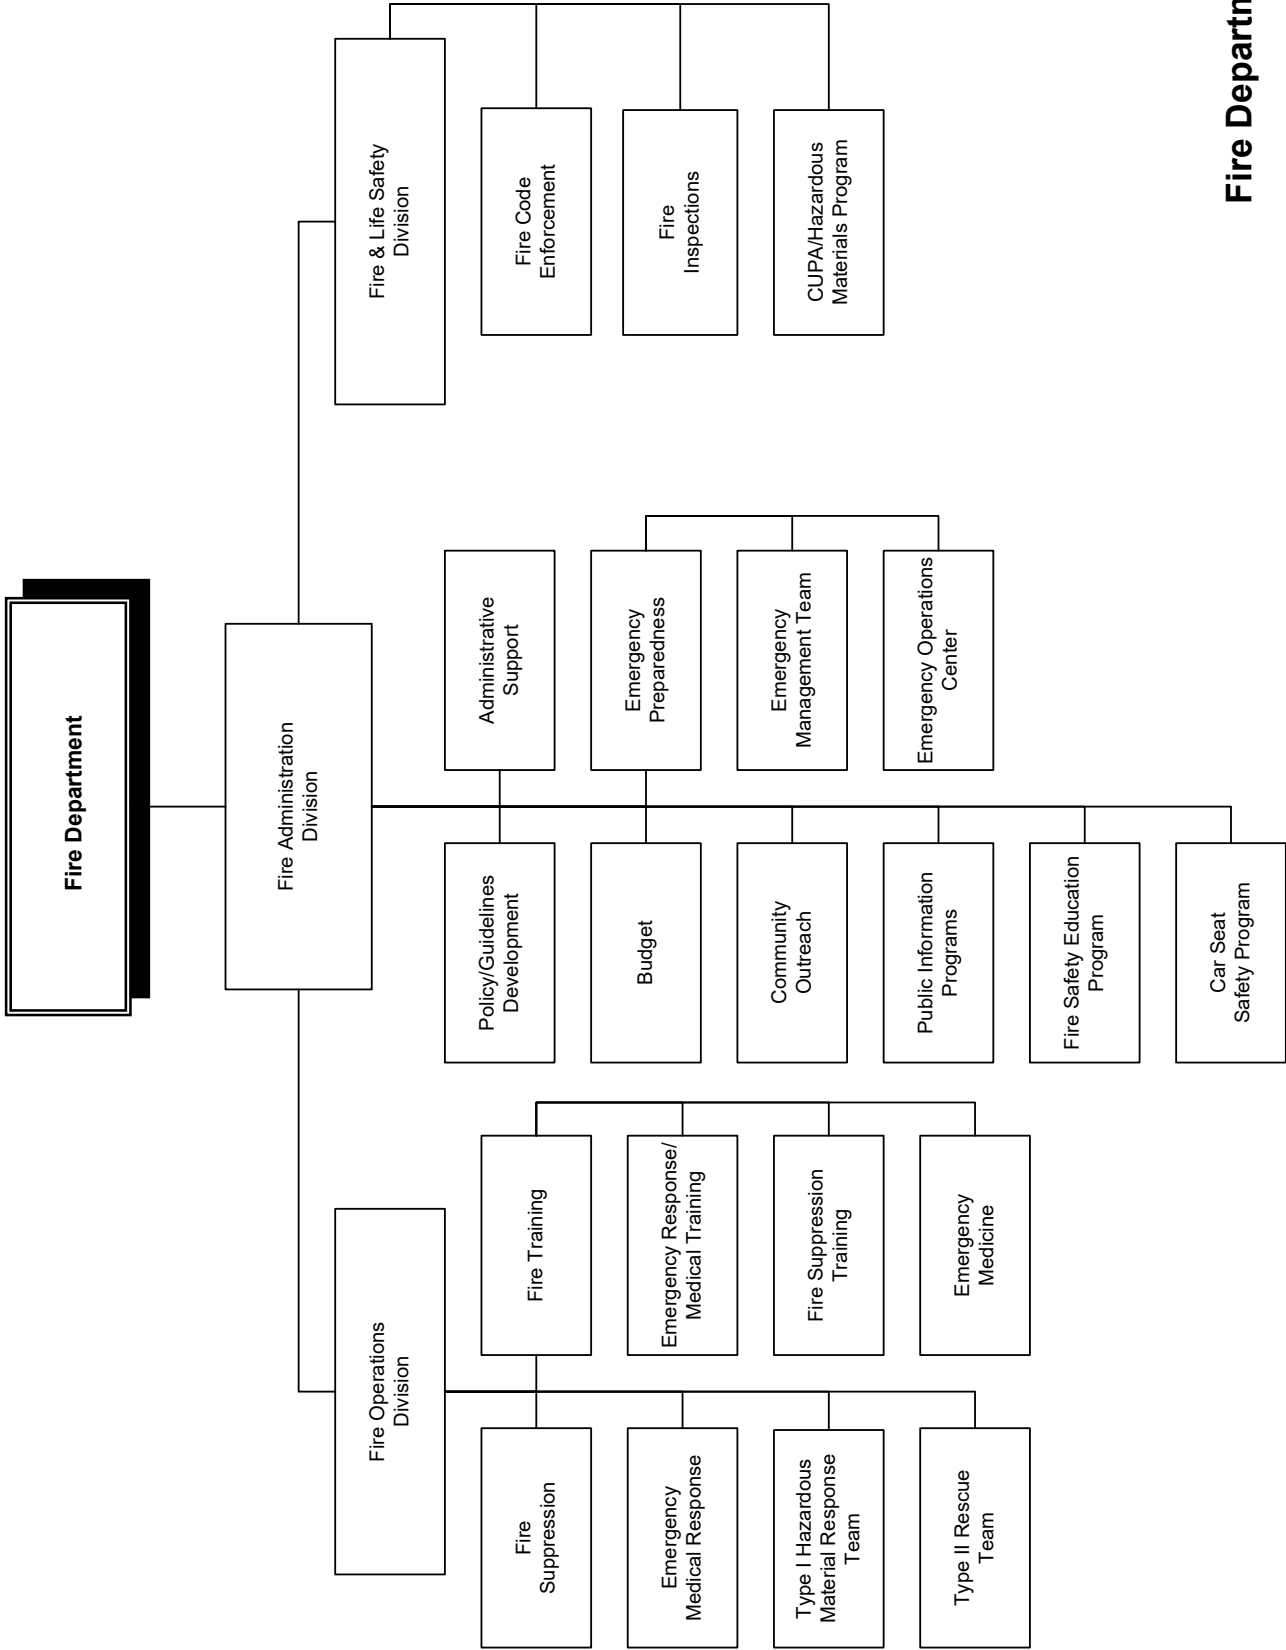 Fire Department
Fire Administration
Division
Fire Operations
Division
Fire & Life Safety
Division
Fire
Suppression
Emergency
Medical Response
Type I Hazardous
Material Response
Team
Type II Rescue
Team
Fire Training
Emergency Response/
Medical Training
Fire Suppression
Training
Emergency
Medicine
Policy/Guidelines
Development
Budget
Community
Outreach
Public Information
Programs
Fire Safety Education
Program
Car Seat
Safety Program
Administrative
Support
Emergency
Preparedness
Emergency
Management Team
Emergency Operations
Center
Fire Code
Enforcement
Fire
Inspections
CUPA/Hazardous
Materials Program
Fire Departm